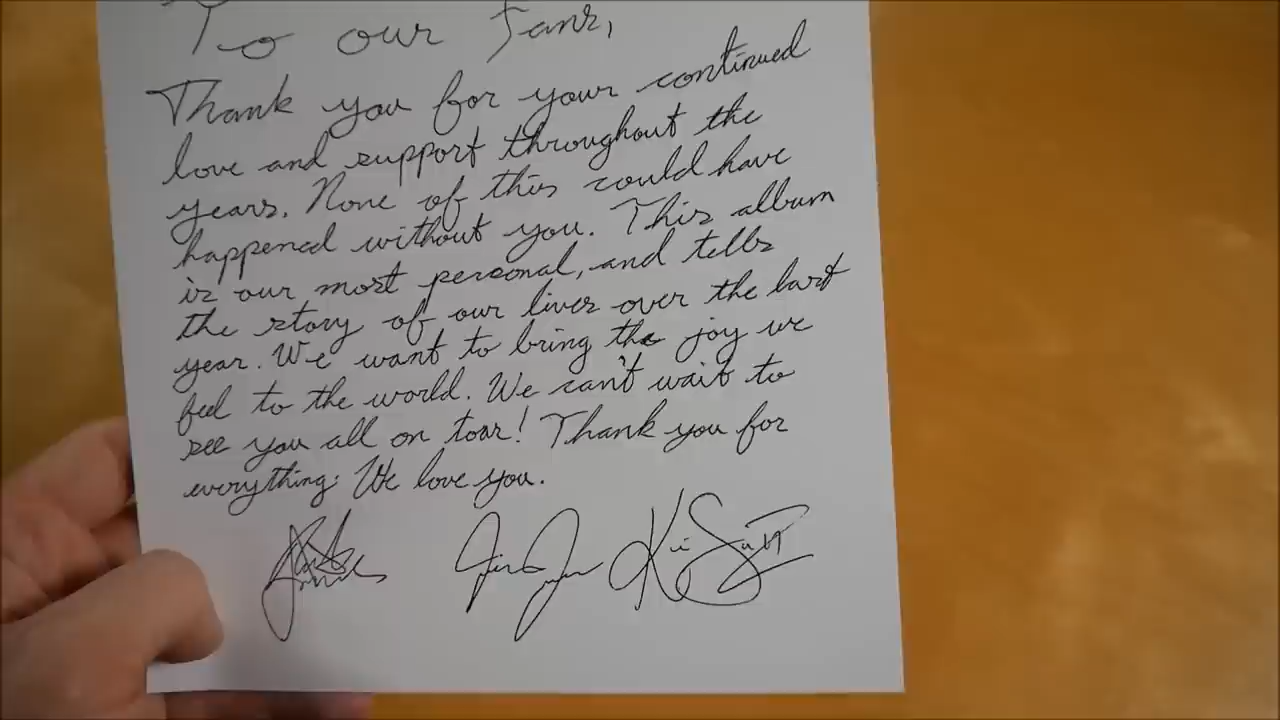 To our fans,
Thank you for your continued
love and support throughout the
years. None of this could have
happened without you. This album
is our most personal, and tells
the story of our lives over the last
year. We want to bring the joy we
feel to the world. We can't wait to
see you all on tour! Thank you for
everything. We love you.